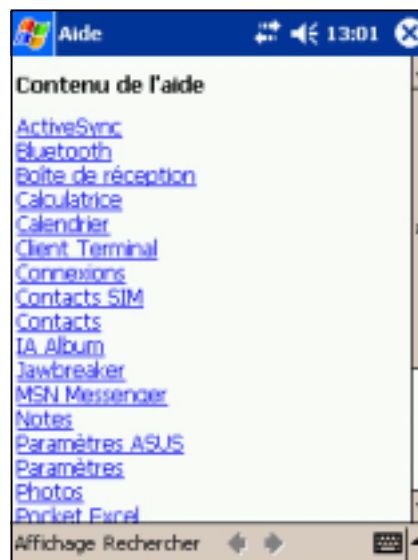 Aide 13:01
Contenu de l'aide
ActiveSync
Bluetooth
Boîte de réception
Calculatrice
Calendrier
Client Terminal
Connexions
Contacts SIM
Contacts
IA Album
Jawbreaker
MSN Messenger
Notes
Paramètres ASUS
Paramètres
Photos
Pocket Excel
Affichage Rechercher